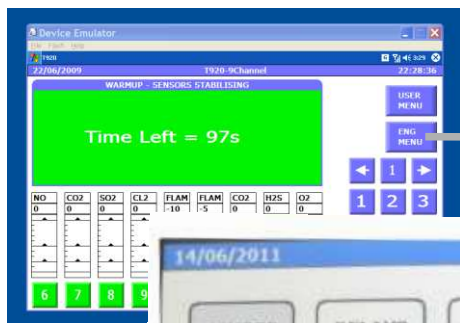 Device Emulator
File Flash Help
T920 3:29
22/06/2009 T920-9Channel 22:28:36
WARMUP - SENSORS STABILISING
Time Left = 97s
USER
MENU
ENG
MENU
1
1 2 3
NO CO2 SO2 CL2 FLAM FLAM CO2 H2S O2
0 0 0 0 -10 -5 0 0 0
6 7 8 9
14/06/2011